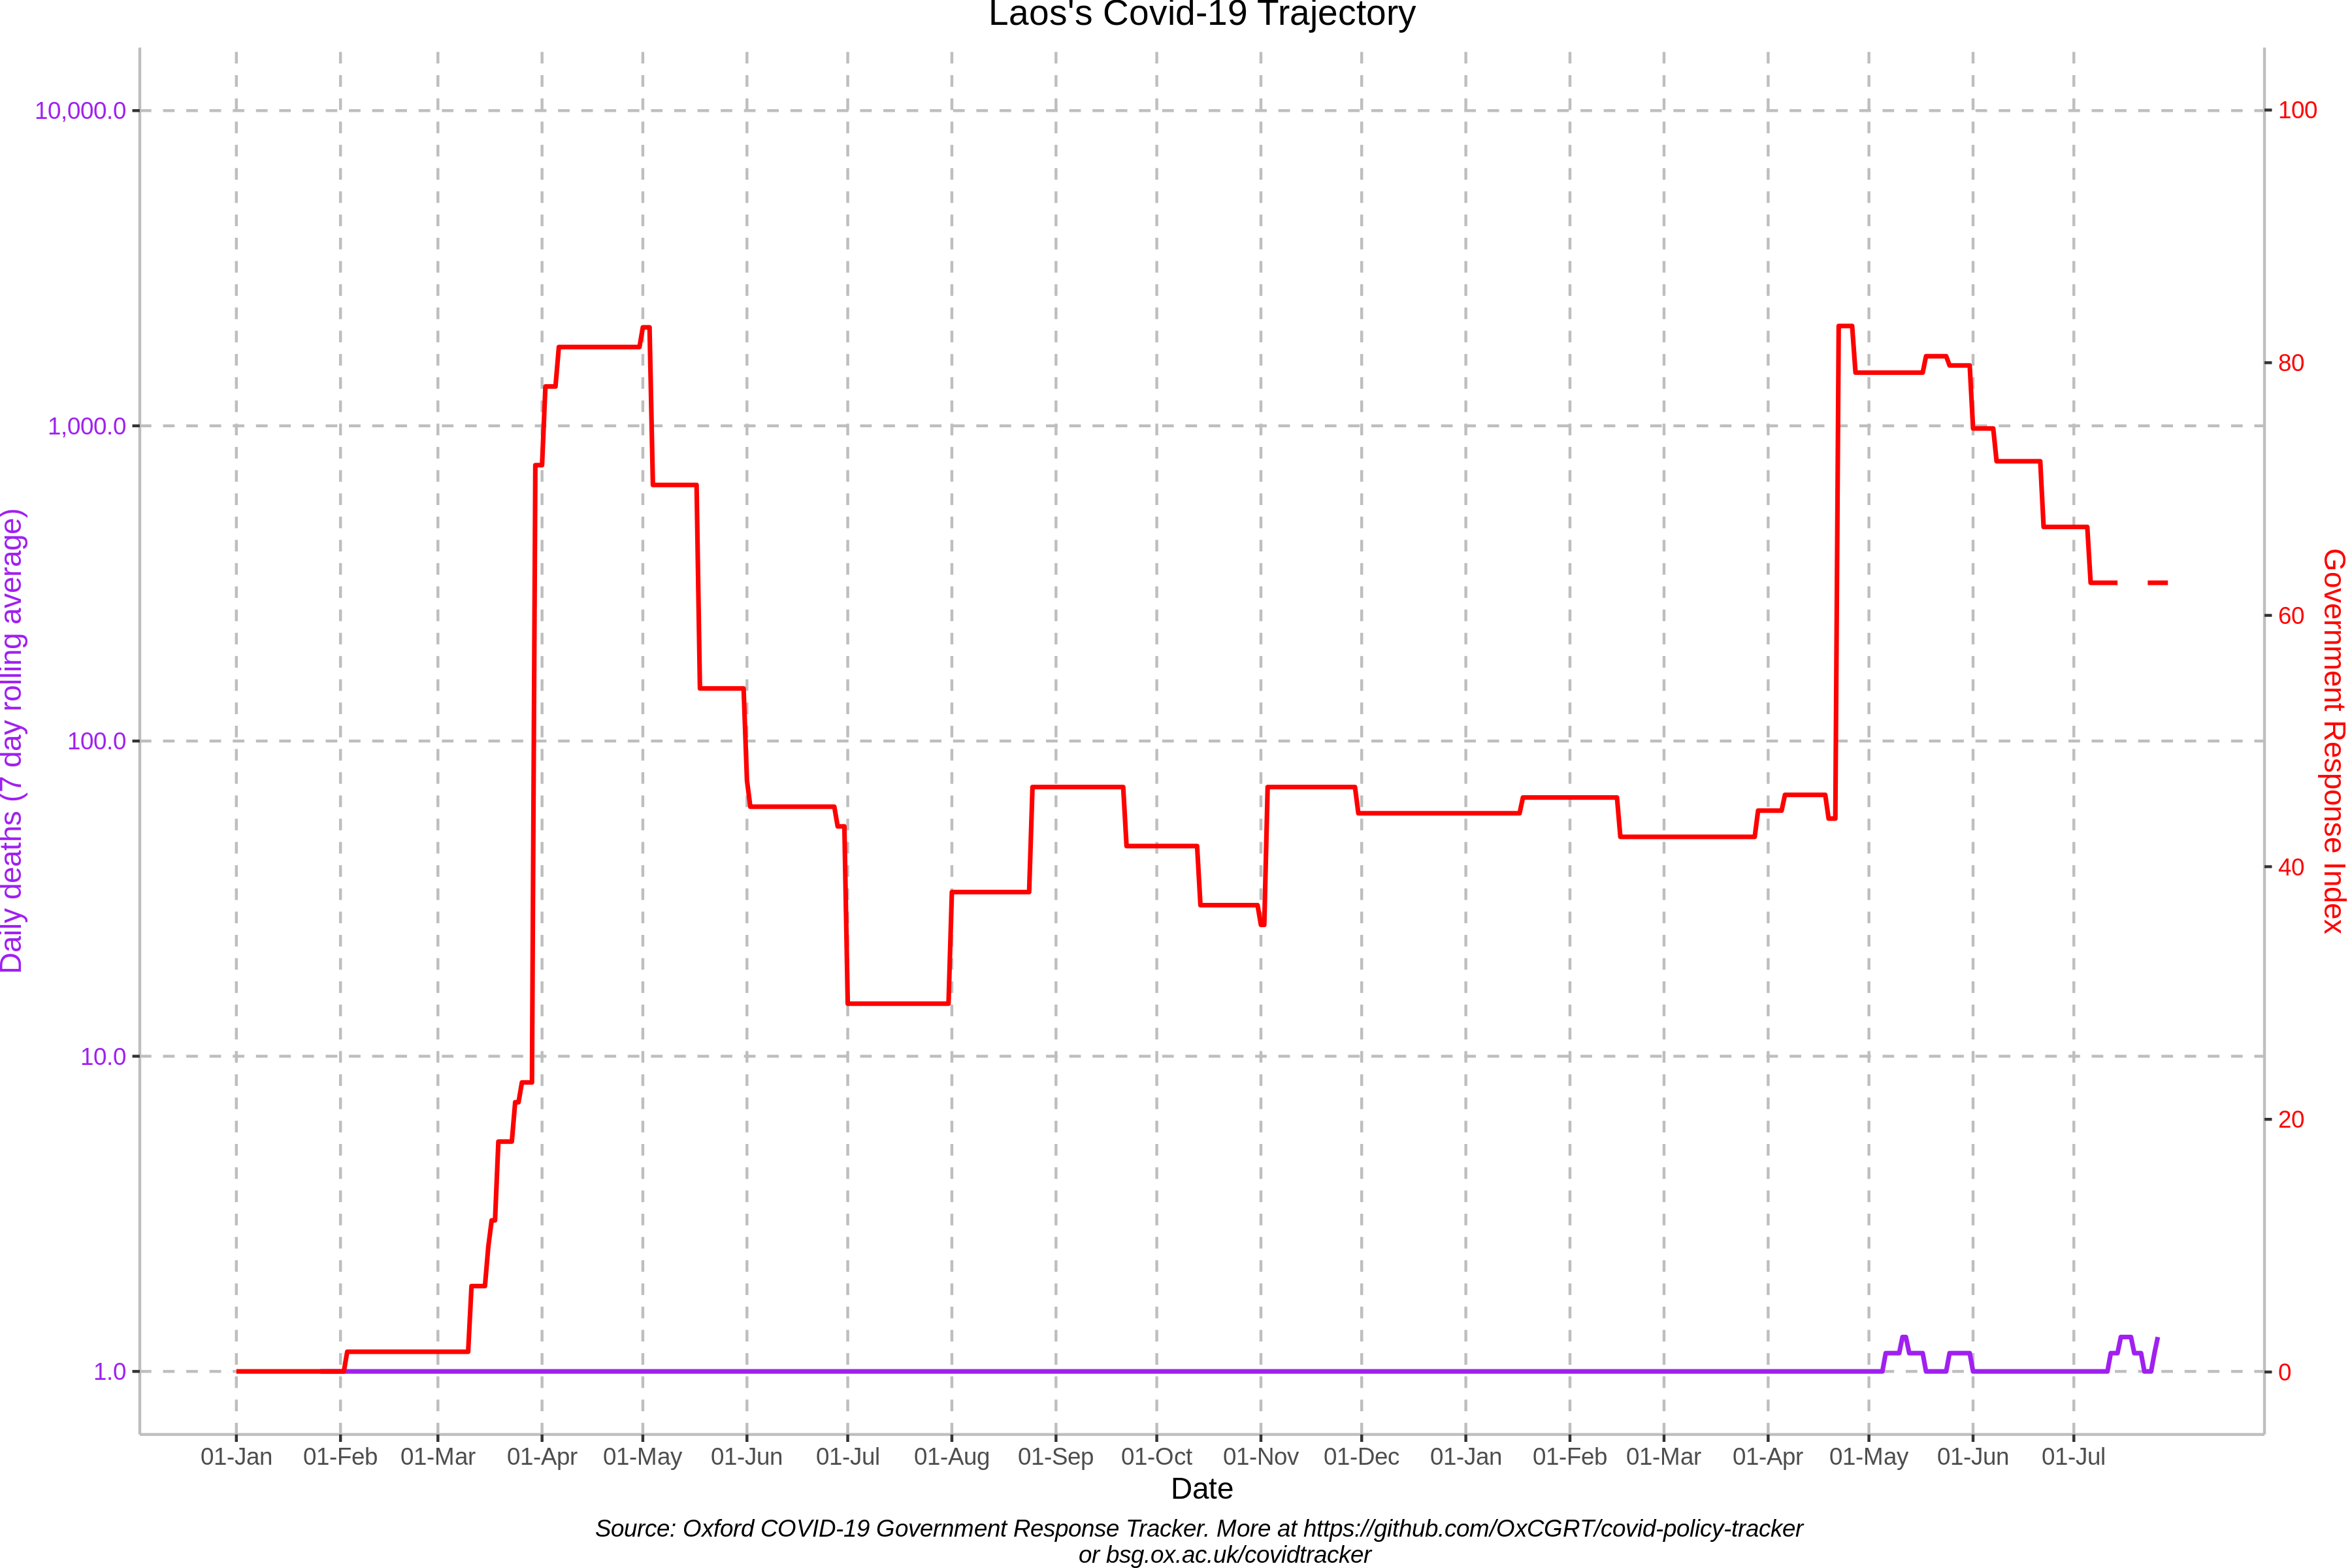 Laos's Covid-19 Trajectory
10,000.0
1,000.0
100.0
10.0
1.0
Daily deaths (7 day rolling average)
100
80
60
40
20
0
Government Response Index
01-Jan 01-Feb 01-Mar 01-Apr 01-May 01-Jun 01-Jul 01-Aug 01-Sep 01-Oct 01-Nov 01-Dec 01-Jan 01-Feb 01-Mar 01-Apr 01-May 01-Jun 01-Jul
Date
Source: Oxford COVID-19 Government Response Tracker. More at https://github.com/OxCGRT/covid-policy-tracker
or bsg.ox.ac.uk/covidtracker